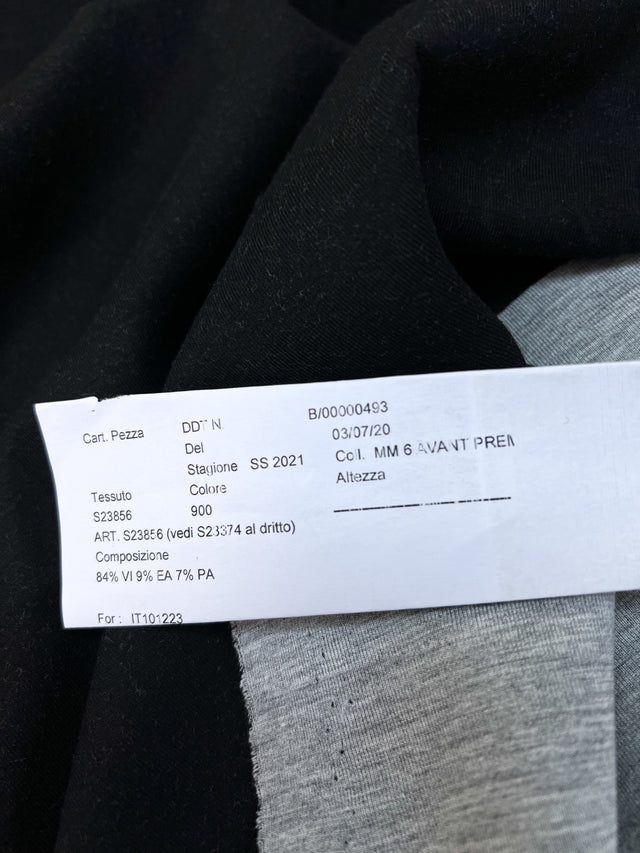 Cart. Pezza DDT N. B/00000493
Del 03/07/20
Stagione SS 2021 Coll. MM 6 AVANT PREM
Tessuto Colore Altezza
S23856 900
ART. S23856 (vedi S23374 al dritto)
Composizione
84% VI 9% EA 7% PA
For : IT101223